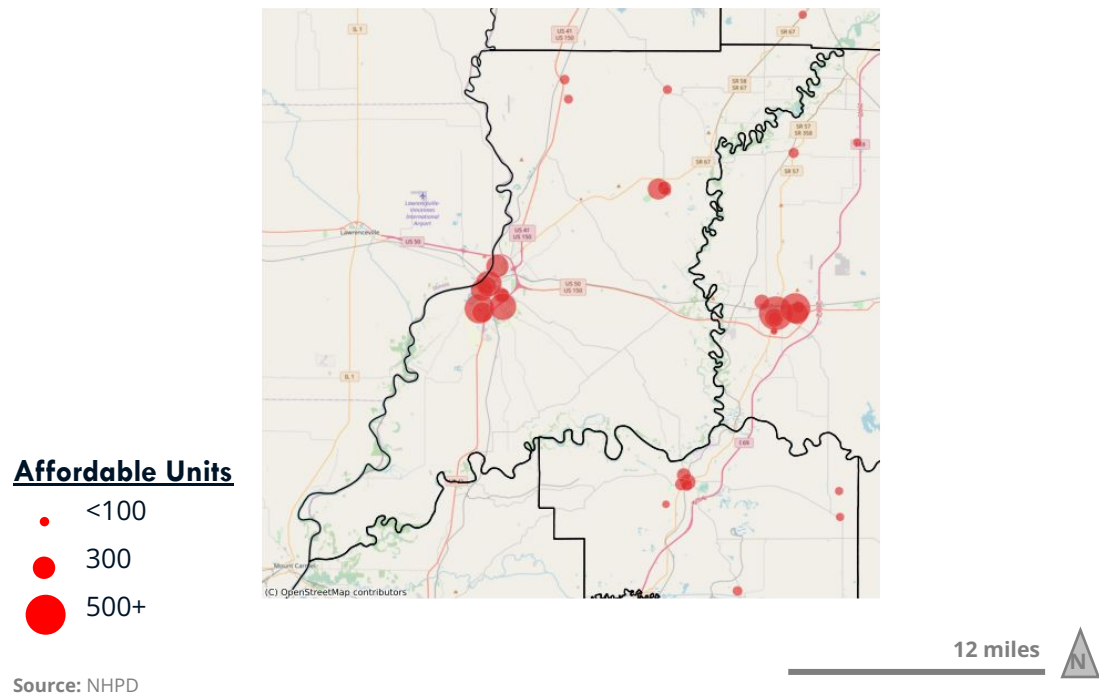 IL 1
US 41
US 150
SR 67
SR 58
SR 67
SR 57
SR 358
SR 67
SR 57
Lawrenceville
Vincennes
International
Airport
Lawrenceville
US 50
US 41
US 150
US 50
US 150
IL 1
I 69
Mount Carmel
(C) OpenStreetMap contributors
Affordable Units
<100
300
500+
12 miles
N
Source: NHPD